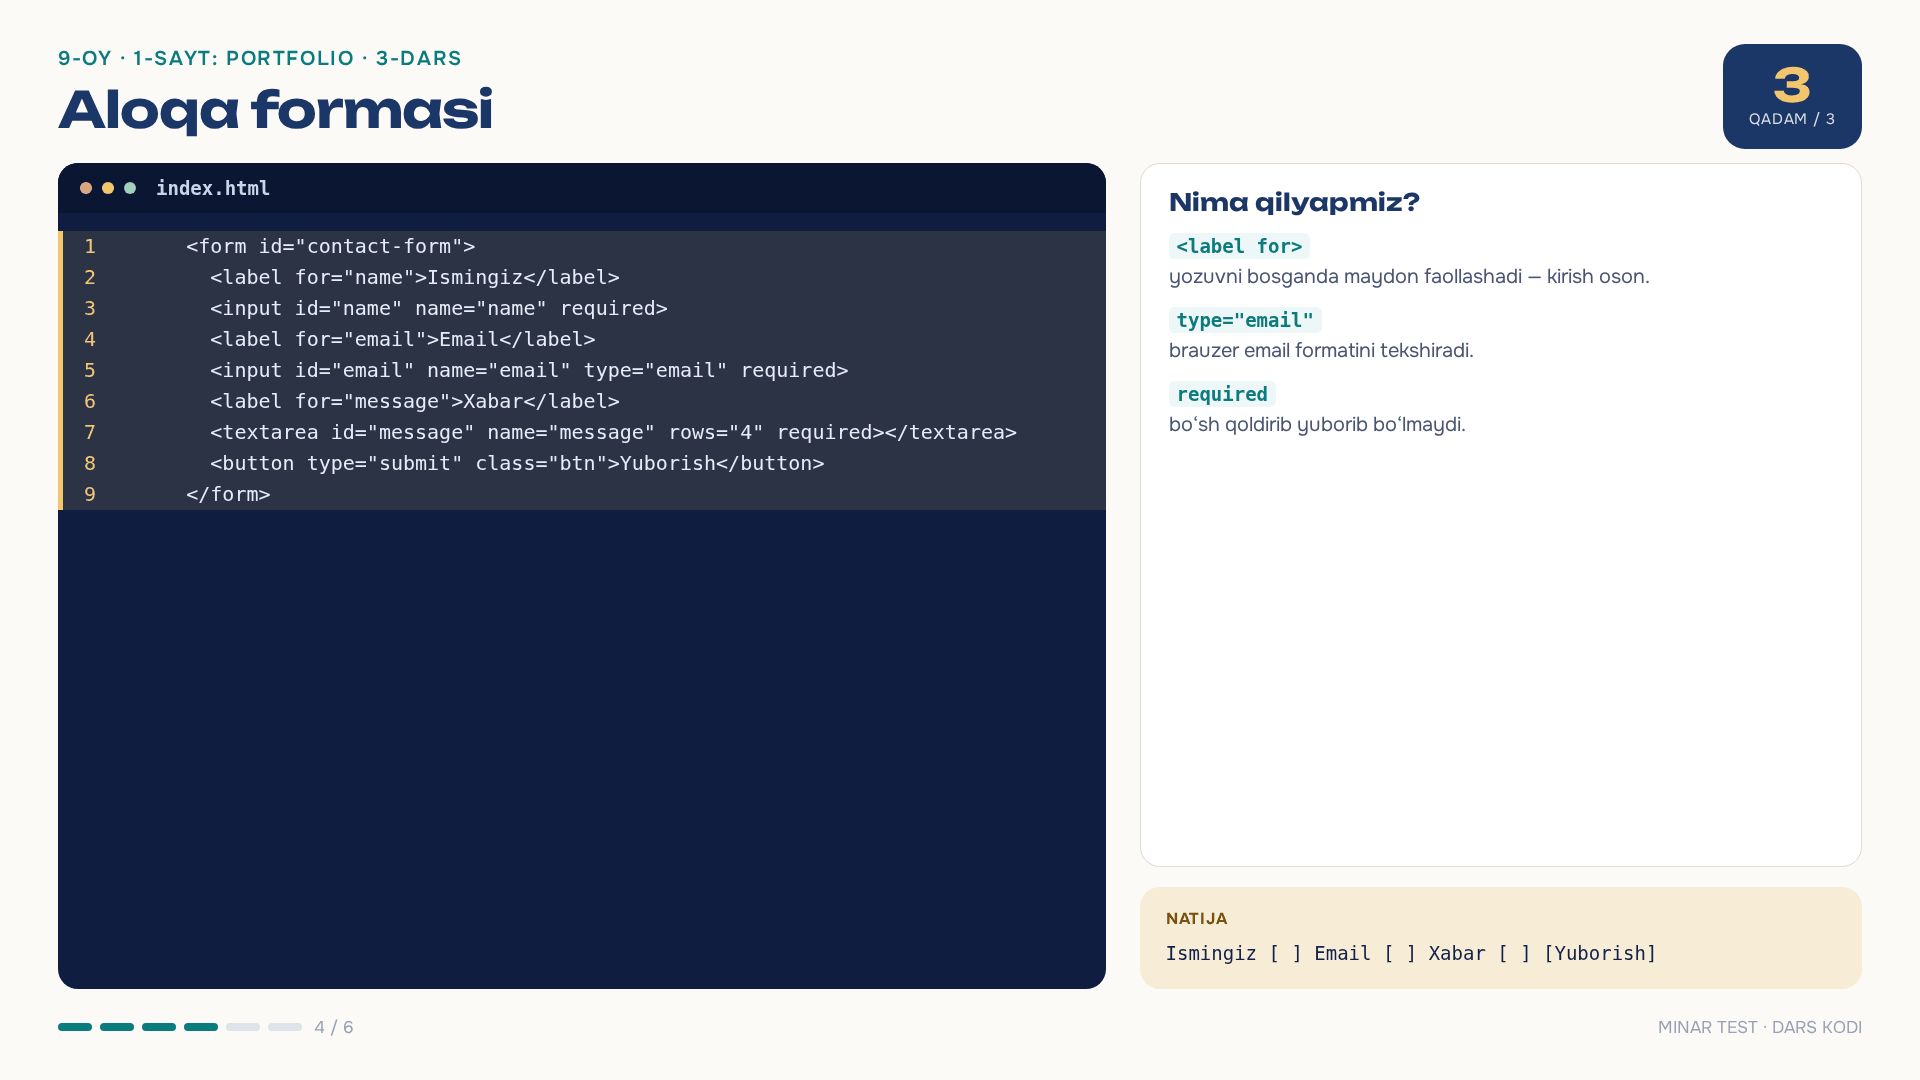 9-OY · 1-SAYT: PORTFOLIO · 3-DARS
Aloqa formasi
3
QADAM / 3
index.html
1 <form id="contact-form">
2 <label for="name">Ismingiz</label>
3 <input id="name" name="name" required>
4 <label for="email">Email</label>
5 <input id="email" name="email" type="email" required>
6 <label for="message">Xabar</label>
7 <textarea id="message" name="message" rows="4" required></textarea>
8 <button type="submit" class="btn">Yuborish</button>
9 </form>
Nima qilyapmiz?
<label for>
yozuvni bosganda maydon faollashadi — kirish oson.
type="email"
brauzer email formatini tekshiradi.
required
bo‘sh qoldirib yuborib bo‘lmaydi.
NATIJA
Ismingiz [ ] Email [ ] Xabar [ ] [Yuborish]
4 / 6
MINAR TEST · DARS KODI